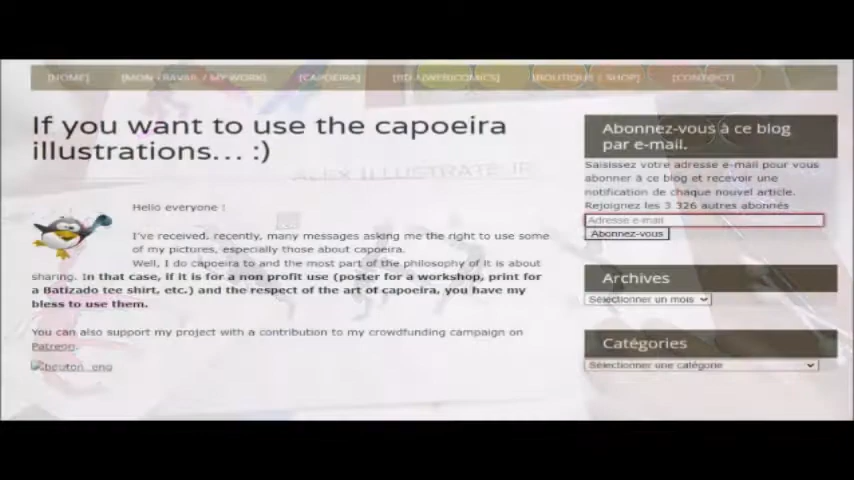 [HOME] [MON TRAVAIL / MY WORK] [CAPOEIRA] [BD / WEBCOMICS] [BOUTIQUE / SHOP] [CONTACT]
If you want to use the capoeira
illustrations... :)
ALEX ILLUSTRATEUR
Hello everyone !
I've received, recently, many messages asking me the right to use some
of my pictures, especially those about capoeira.
Well, I do capoeira to and the most part of the philosophy of it is about
sharing. In that case, if it is for a non profit use (poster for a workshop, print for
a Batizado tee shirt, etc.) and the respect of the art of capoeira, you have my
bless to use them.
You can also support my project with a contribution to my crowdfunding campaign on
Patreon.
bouton_eng
Abonnez-vous à ce blog
par e-mail.
Saisissez votre adresse e-mail pour vous
abonner à ce blog et recevoir une
notification de chaque nouvel article.
Rejoignez les 3 326 autres abonnés
Adresse e-mail
Abonnez-vous
Archives
Sélectionner un mois
Catégories
Sélectionner une catégorie